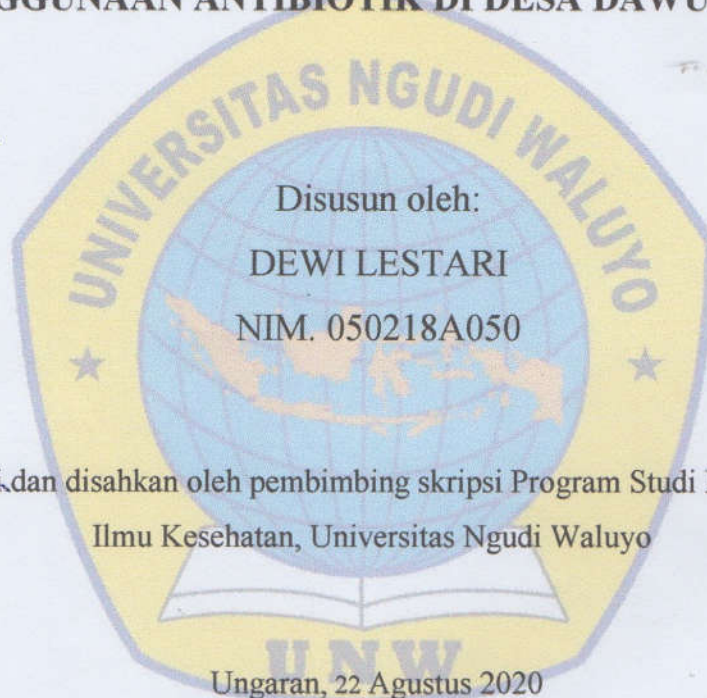 GGUNAAN ANTIBIOTIK DI DESA DAWU
UNIVERSITAS NGUDI WALUYO
Disusun oleh:
DEWI LESTARI
NIM. 050218A050
dan disahkan oleh pembimbing skripsi Program Studi
Ilmu Kesehatan, Universitas Ngudi Waluyo
UNW
Ungaran, 22 Agustus 2020